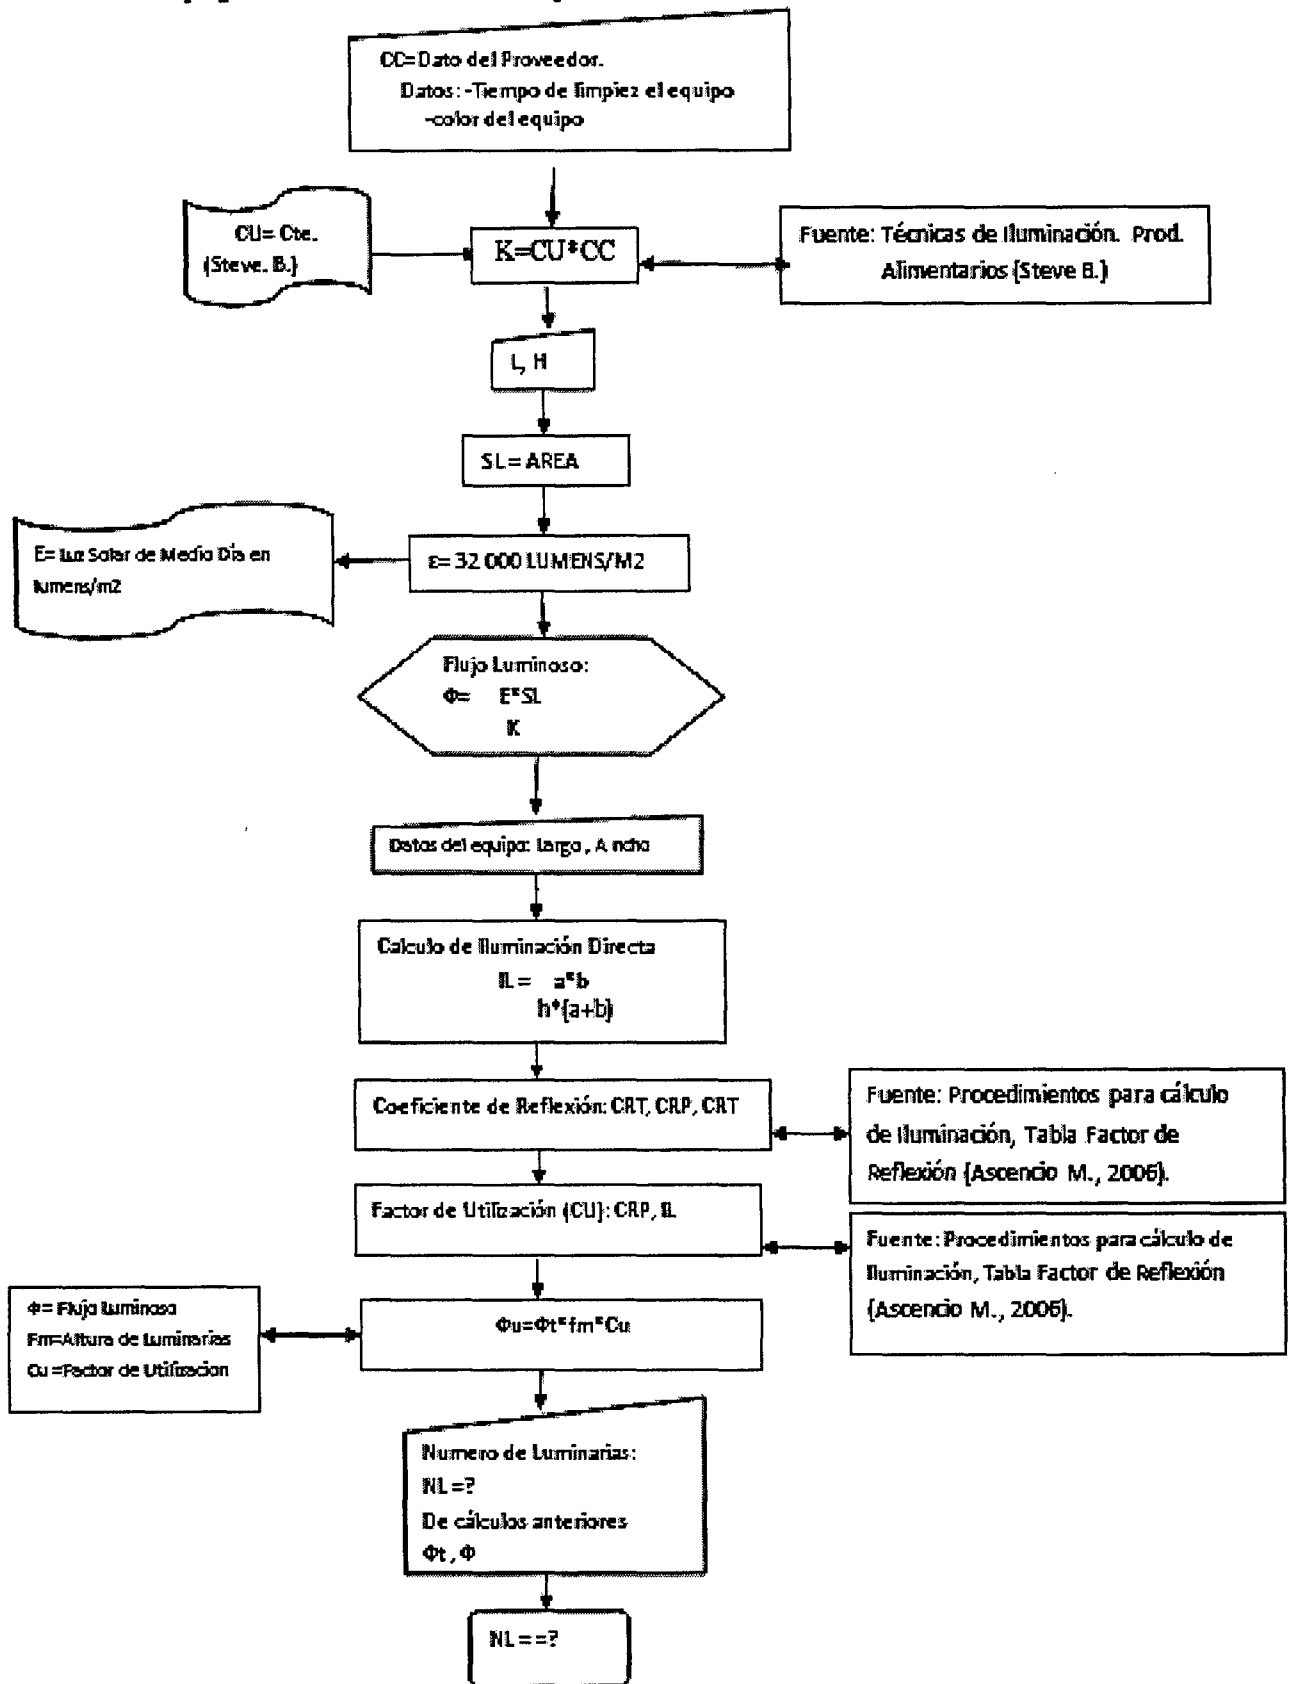 CC=Dato del Proveedor.
Datos: -Tiempo de limpiez el equipo
-color del equipo
CU= Cte.
(Steve. B.)
K=CU*CC
Fuente: Técnicas de Iluminación. Prod.
Alimentarios (Steve B.)
L, H
SL= AREA
E= Luz Solar de Medio Día en
lumens/m2
ε= 32 000 LUMENS/M2
Flujo Luminoso:
Φ= E*SL
K
Datos del equipo: Largo, Ancho
Calculo de Iluminación Directa
IL= a*b
h*(a+b)
Coeficiente de Reflexión: CRT, CRP, CRT
Fuente: Procedimientos para cálculo
de Iluminación, Tabla Factor de
Reflexión (Ascencio M., 2006).
Factor de Utilización (CU): CRP, IL
Fuente: Procedimientos para cálculo de
Iluminación, Tabla Factor de Reflexión
(Ascencio M., 2006).
Φ= Flujo Luminoso
Fm=Altura de Luminarias
Cu =Factor de Utilizacion
Φu=Φt*fm*Cu
Numero de Luminarias:
NL=?
De cálculos anteriores
Φt, Φ
NL==?